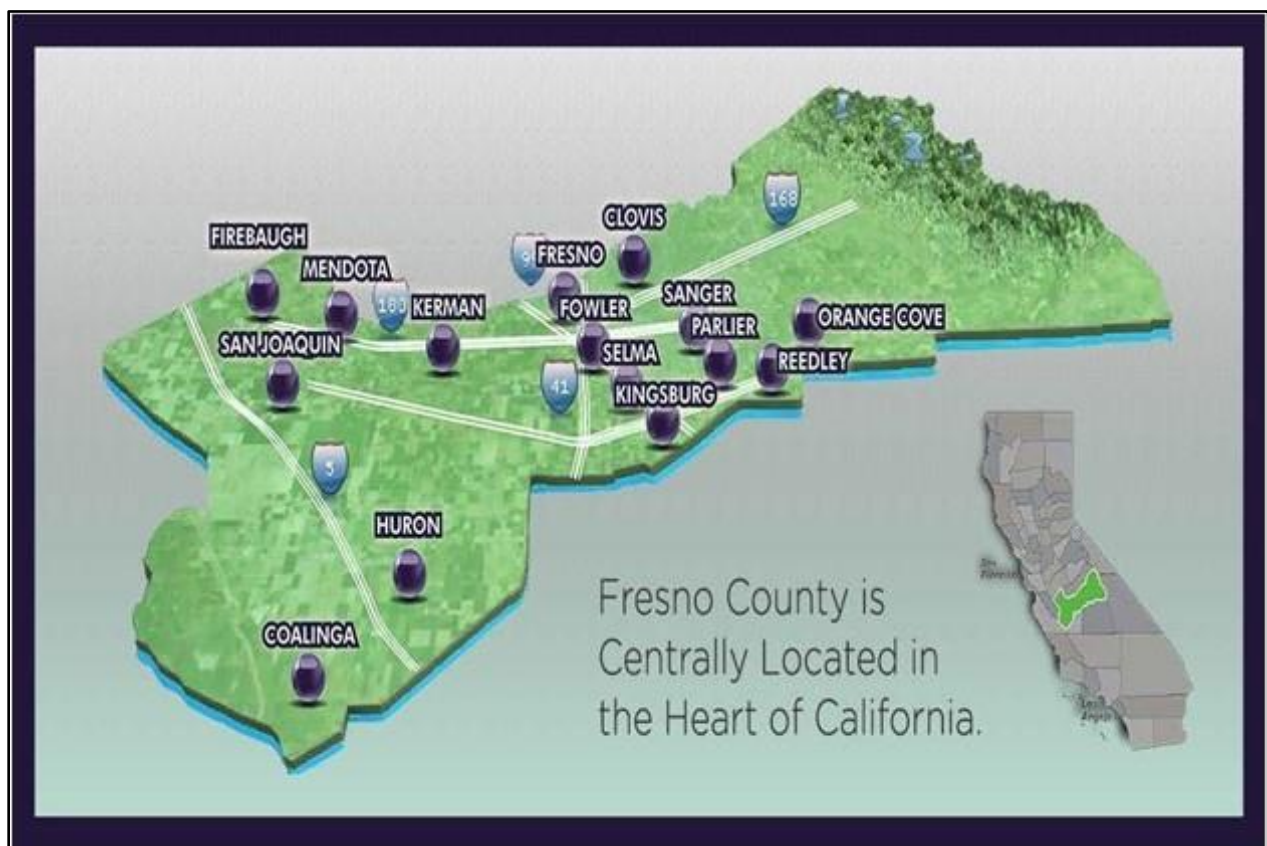 168
CLOVIS
FIREBAUGH
FRESNO
MENDOTA
KERMAN
FOWLER
SANGER
ORANGE COVE
SAN JOAQUIN
SELMA
PARLIER
REEDLEY
41
KINGSBURG
5
HURON
COALINGA
Fresno County is
Centrally Located in
the Heart of California.